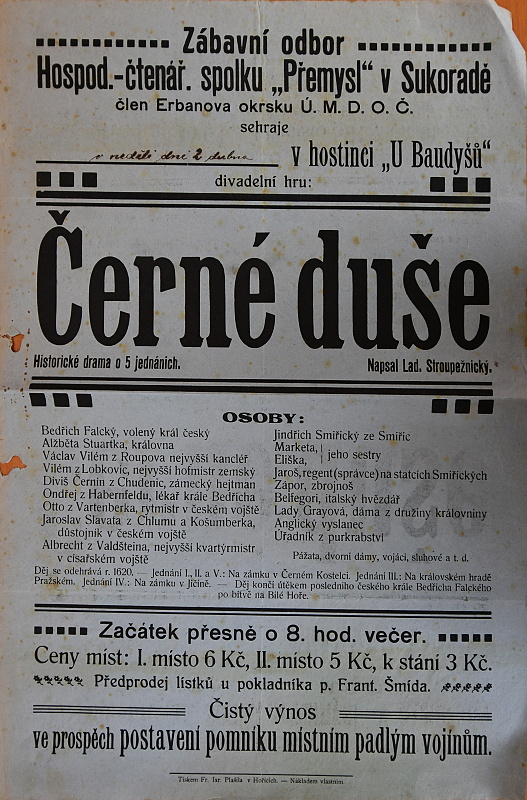 Zábavní odbor
Hospod.-čtenář. spolku „Přemysl“ v Sukoradě
člen Erbanova okrsku Ú. M. D. O. Č.
sehraje
v neděli dne 2 dubna v hostinci „U Baudyšů“
divadelní hru:
Černé duše
Historické drama o 5 jednáních. Napsal Lad. Stroupežnický.
OSOBY:
Bedřich Falcký, volený král český
Alžběta Stuartka, královna
Václav Vilém z Roupova nejvyšší kancléř
Vilém z Lobkovic, nejvyšší hofmistr zemský
Diviš Černín z Chudenic, zámecký hejtman
Ondřej z Habernfeldu, lékař krále Bedřicha
Otto z Vartenberka, rytmistr v českém vojště
Jaroslav Slavata z Chlumu a Košumberka,
důstojník v českém vojště
Albrecht z Valdšteina, nejvyšší kvartýrmistr
v císařském vojště
Jindřich Smiřický ze Smiřic
Marketa,
Eliška, jeho sestry
Jaroš, regent (správce) na statcích Smiřických
Zápor, zbrojnoš
Belfegori, italský hvězdář
Lady Grayová, dáma z družiny královniny
Anglický vyslanec
Úřadník z purkrabství
Pážata, dvorní dámy, vojáci, sluhové a t. d.
Děj se odehrává r. 1620. — Jednání I., II. a V.: Na zámku v Černém Kostelci. Jednání III.: Na královském hradě
Pražském. Jednání IV.: Na zámku v Jičíně. — Děj končí útěkem posledního českého krále Bedřicha Falckého
po bitvě na Bílé Hoře.
Začátek přesně o 8. hod. večer.
Ceny míst: I. místo 6 Kč, II. místo 5 Kč, k stání 3 Kč.
Předprodej lístků u pokladníka p. Frant. Šmída.
Čistý výnos
ve prospěch postavení pomníku místním padlým vojínům.
Tiskem Fr. Jar. Plašila v Hořicích. — Nákladem vlastním.